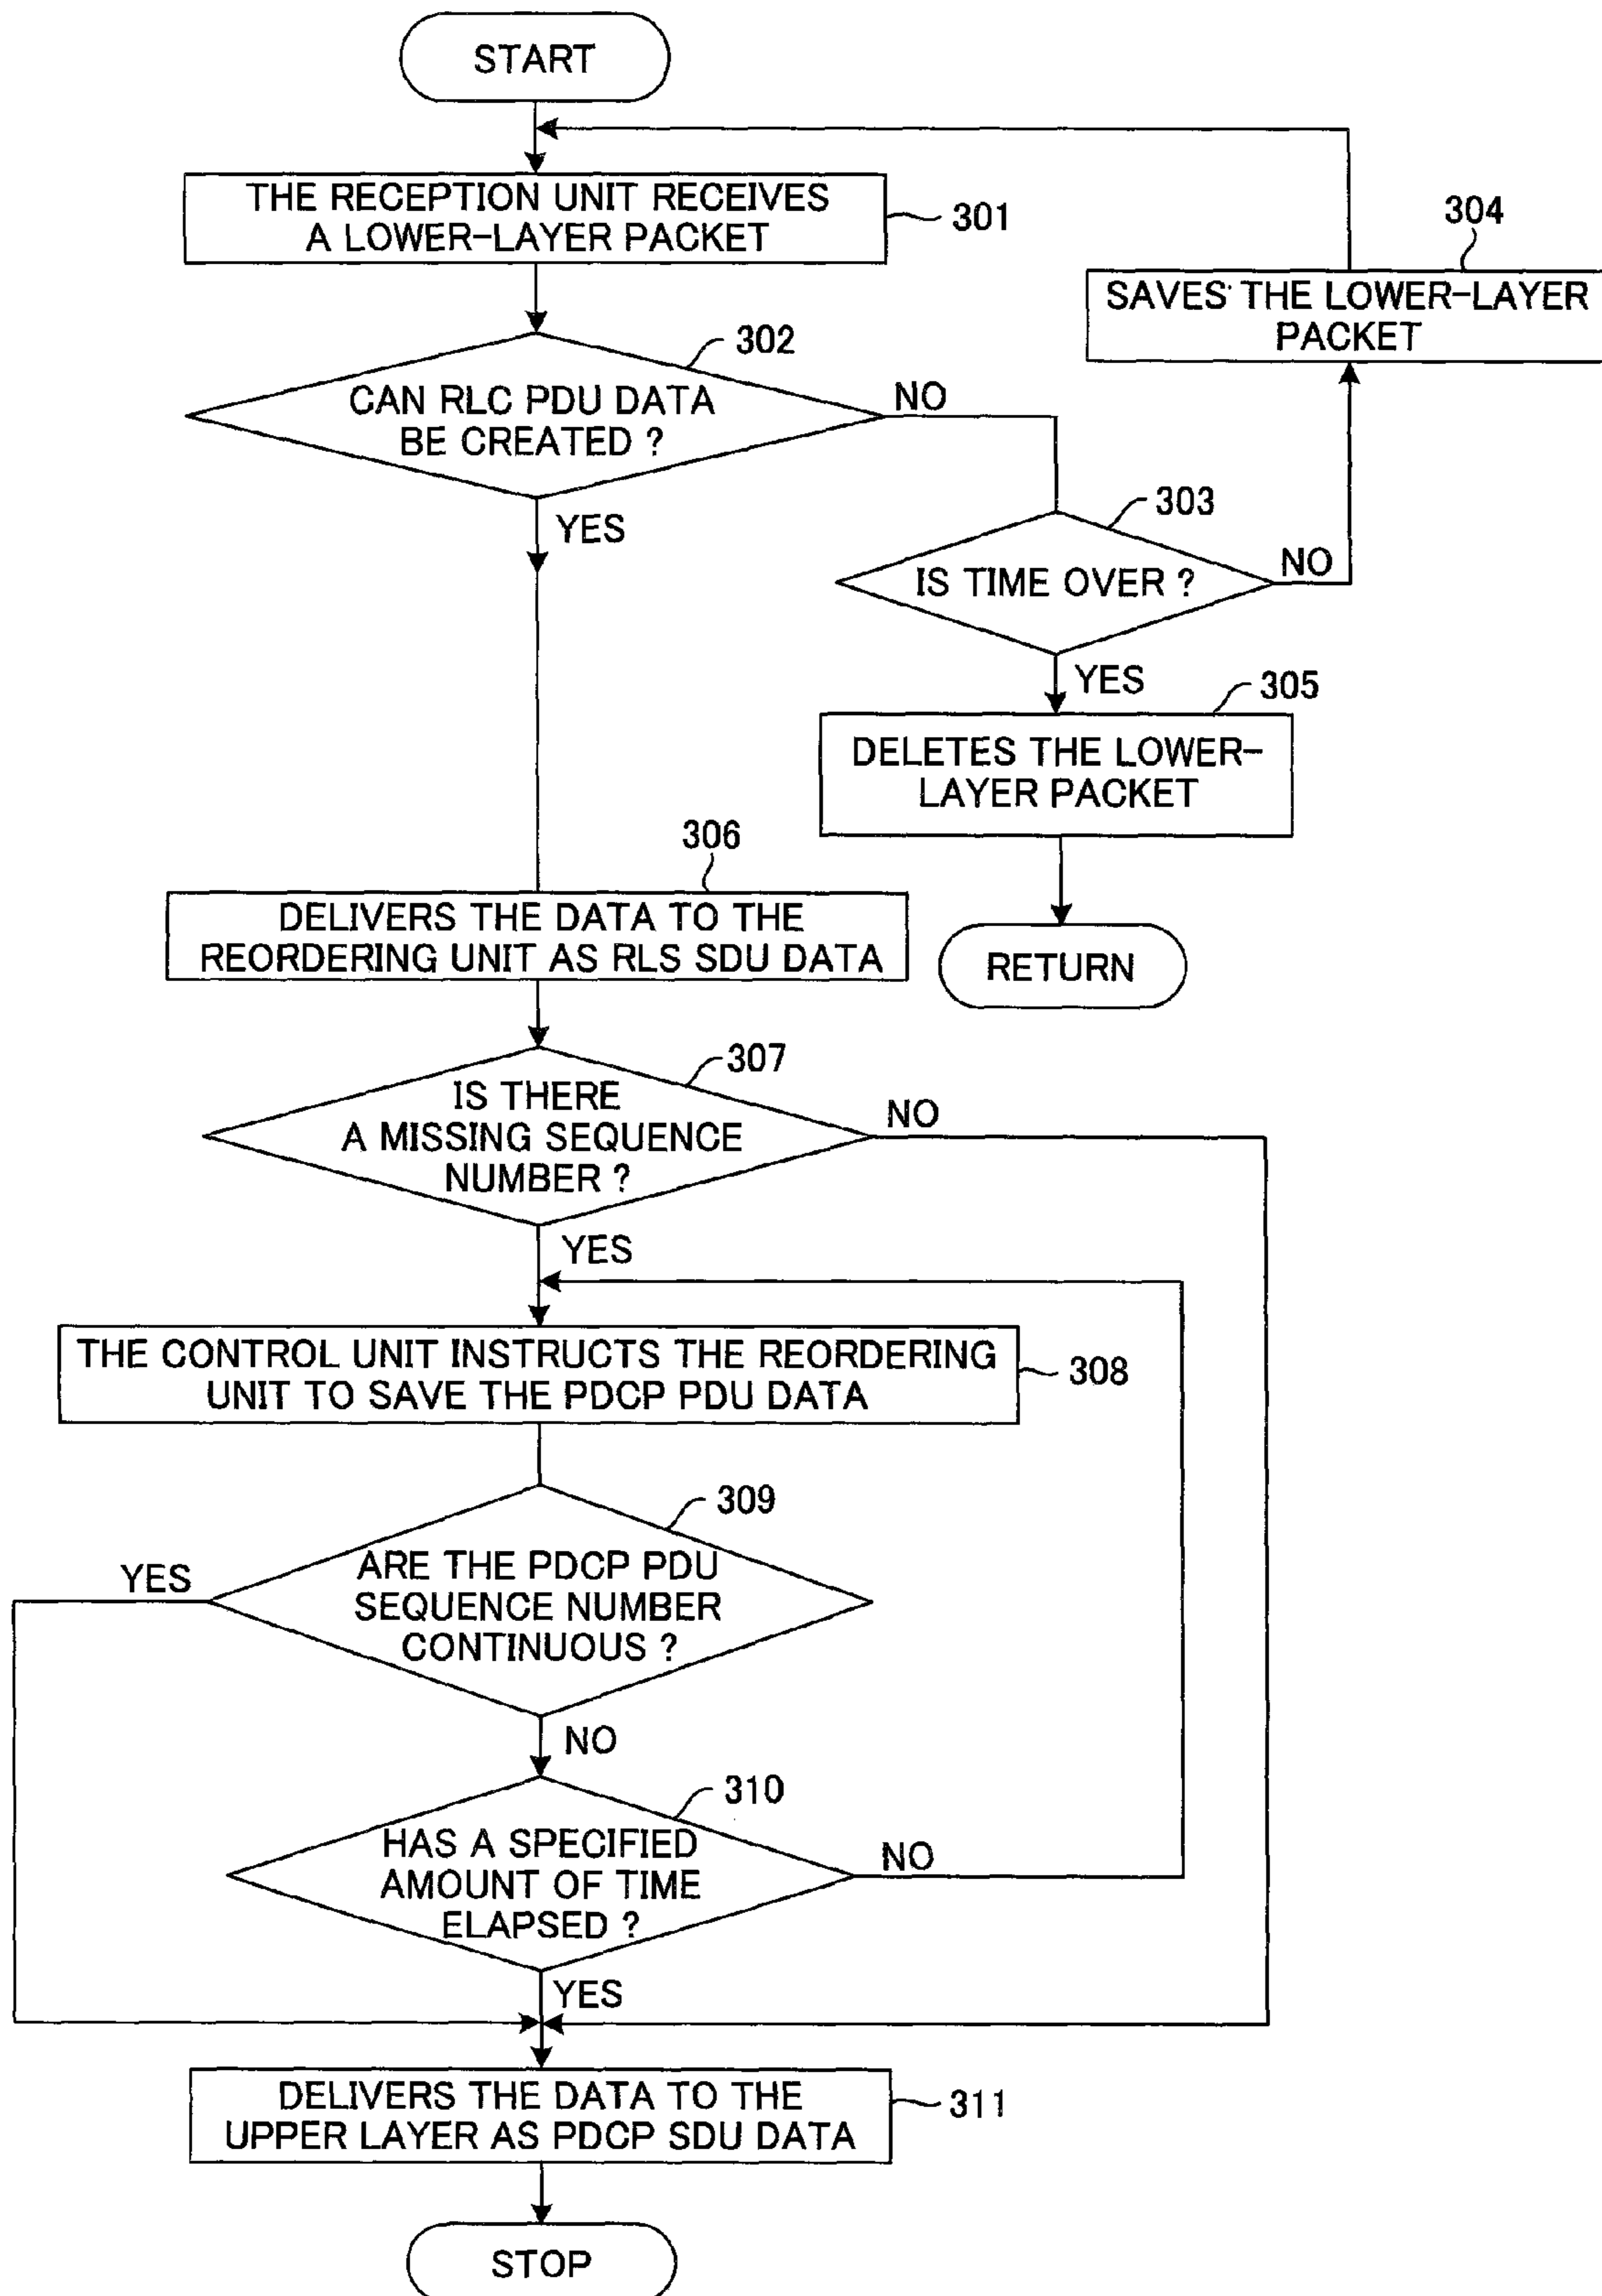 START
THE RECEPTION UNIT RECEIVES
A LOWER-LAYER PACKET
301
304
SAVES THE LOWER-LAYER
PACKET
302
CAN RLC PDU DATA
BE CREATED ?
NO
YES
303
IS TIME OVER ?
NO
YES
305
DELETES THE LOWER-
LAYER PACKET
RETURN
306
DELIVERS THE DATA TO THE
REORDERING UNIT AS RLS SDU DATA
307
IS THERE
A MISSING SEQUENCE
NUMBER ?
NO
YES
THE CONTROL UNIT INSTRUCTS THE REORDERING
UNIT TO SAVE THE PDCP PDU DATA
308
309
ARE THE PDCP PDU
SEQUENCE NUMBER
CONTINUOUS ?
YES
NO
310
HAS A SPECIFIED
AMOUNT OF TIME
ELAPSED ?
NO
YES
DELIVERS THE DATA TO THE
UPPER LAYER AS PDCP SDU DATA
311
STOP